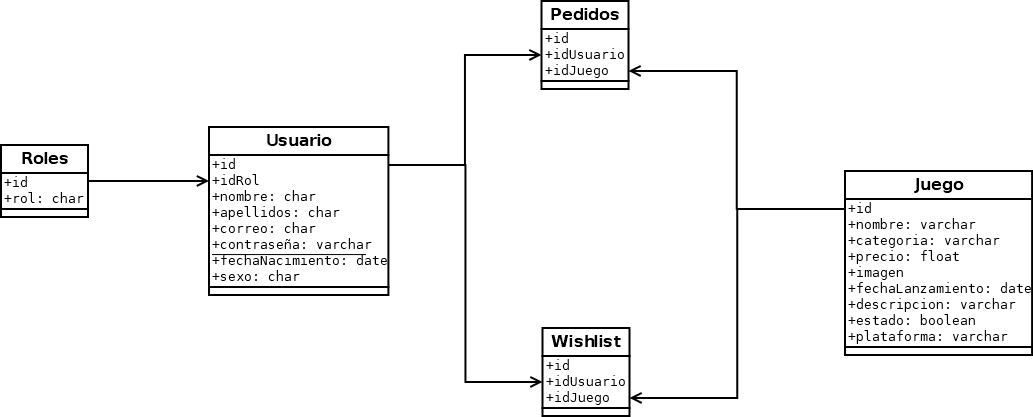 Roles
+id
+rol: char
Usuario
+id
+idRol
+nombre: char
+apellidos: char
+correo: char
+contraseña: varchar
+fechaNacimiento: date
+sexo: char
Pedidos
+id
+idUsuario
+idJuego
Wishlist
+id
+idUsuario
+idJuego
Juego
+id
+nombre: varchar
+categoria: varchar
+precio: float
+imagen
+fechaLanzamiento: date
+descripcion: varchar
+estado: boolean
+plataforma: varchar